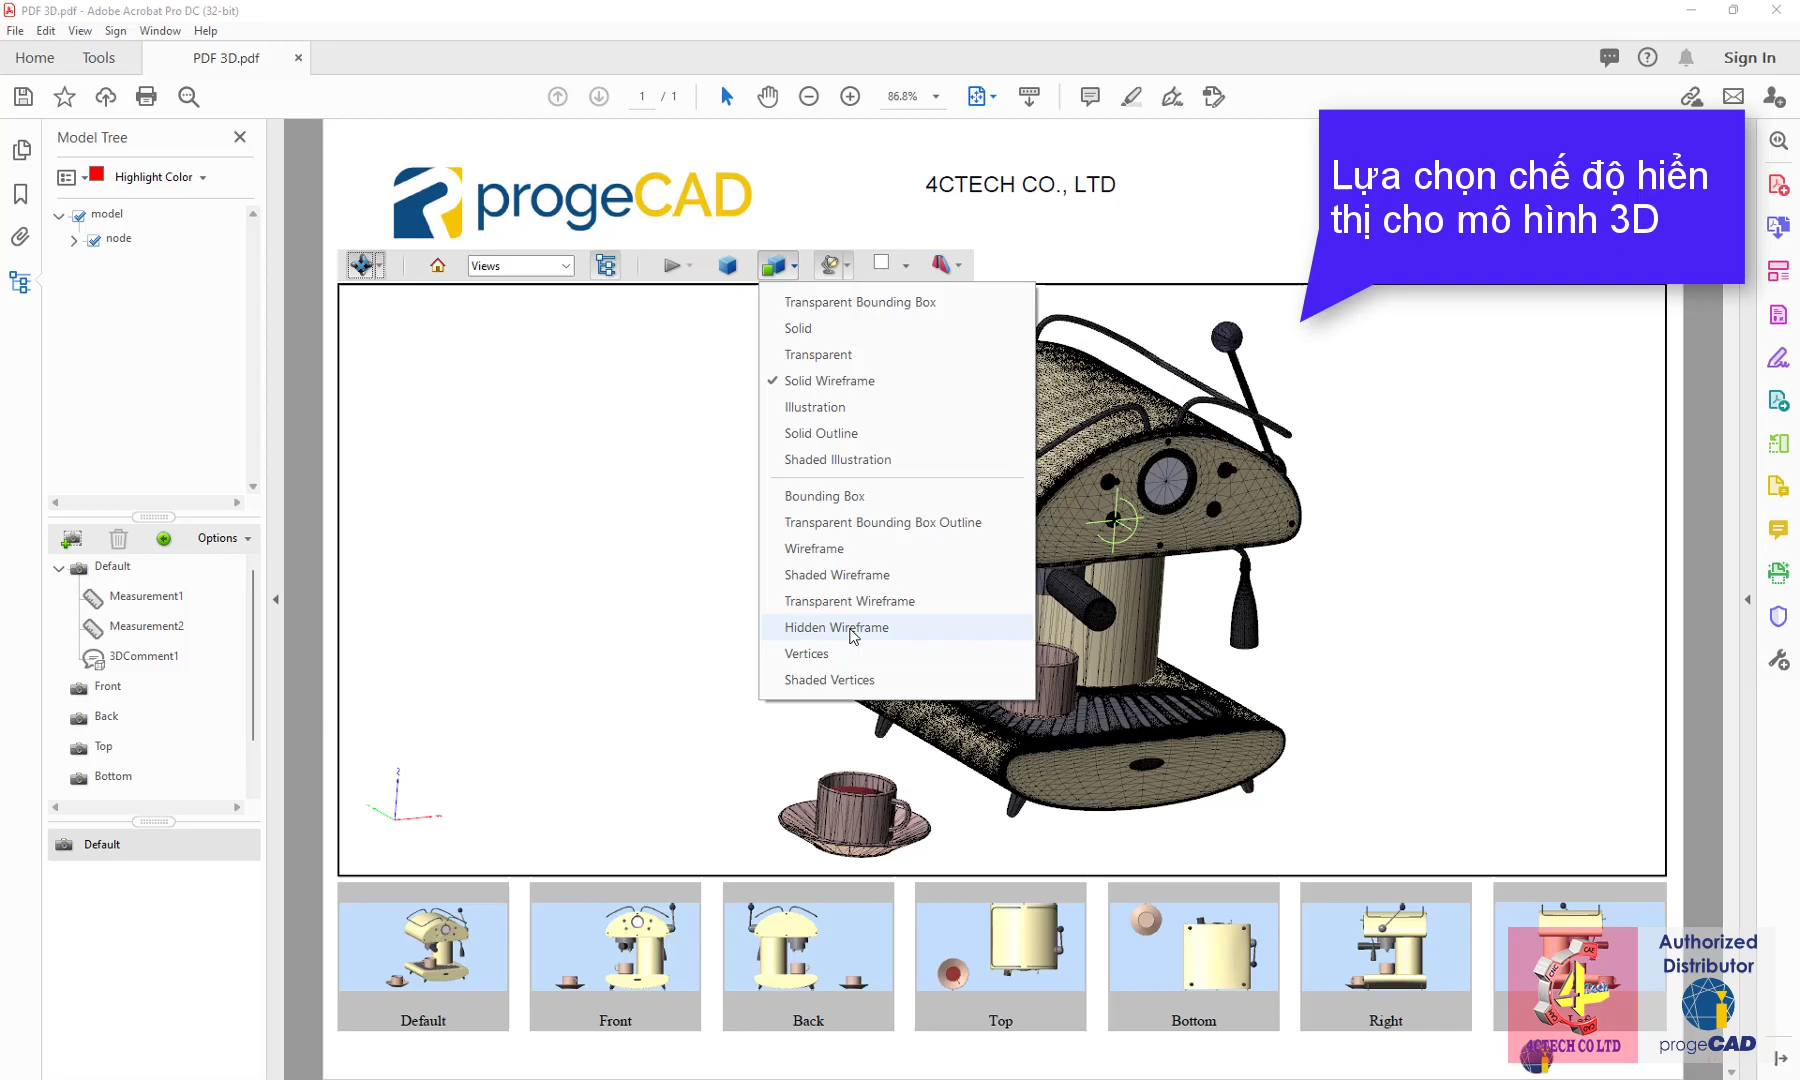 PDF 3D.pdf - Adobe Acrobat Pro DC (32-bit)
File Edit View Sign Window Help
Home Tools PDF 3D.pdf Sign In
1 / 1 86.8%
Model Tree
Highlight Color
model
node
Options
Default
Measurement1
Measurement2
3DComment1
Front
Back
Top
Bottom
Default
progeCAD
4CTECH CO., LTD
Lựa chọn chế độ hiển
thị cho mô hình 3D
Views
Transparent Bounding Box
Solid
Transparent
Solid Wireframe
Illustration
Solid Outline
Shaded Illustration
Bounding Box
Transparent Bounding Box Outline
Wireframe
Shaded Wireframe
Transparent Wireframe
Hidden Wireframe
Vertices
Shaded Vertices
Default Front Back Top Bottom Right
4CTECH CO LTD
Authorized
Distributor
progeCAD